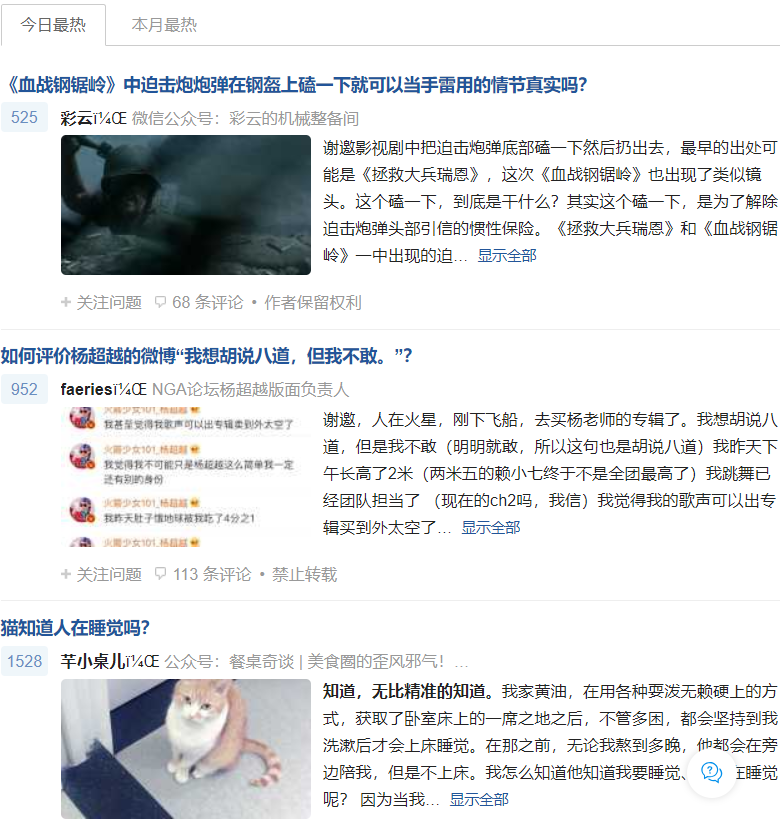 今日最热
本月最热
《血战钢锯岭》中迫击炮炮弹在钢盔上磕一下就可以当手雷用的情节真实吗？
525
彩云ï¼Œ 微信公众号：彩云的机械整备间
谢邀影视剧中把迫击炮弹底部磕一下然后扔出去，最早的出处可
能是《拯救大兵瑞恩》，这次《血战钢锯岭》也出现了类似镜
头。这个磕一下，到底是干什么？其实这个磕一下，是为了解除
迫击炮弹头部引信的惯性保险。《拯救大兵瑞恩》和《血战钢锯
岭》一中出现的迫... 显示全部
关注问题 68 条评论 • 作者保留权利
如何评价杨超越的微博“我想胡说八道，但我不敢。”？
952
faeriesï¼Œ NGA论坛杨超越版面负责人
火箭少女101_杨超越
我甚至觉得我歌声可以出专辑卖到外太空了
火箭少女101_杨超越
我觉得我不可能只是杨超越这么简单我一定
还有别的身份
火箭少女101_杨超越
我昨天肚子饿地球被我吃了4分之1
火箭少女101_杨超越
谢邀，人在火星，刚下飞船，去买杨老师的专辑了。我想胡说八
道，但是我不敢（明明就敢，所以这句也是胡说八道）我昨天下
午长高了2米（两米五的赖小七终于不是全团最高了）我跳舞已
经团队担当了 （现在的ch2吗，我信）我觉得我的歌声可以出专
辑买到外太空了... 显示全部
关注问题 113 条评论 • 禁止转载
猫知道人在睡觉吗？
1528
芊小桌儿ï¼Œ 公众号：餐桌奇谈 | 美食圈的歪风邪气！...
知道，无比精准的知道。我家黄油，在用各种耍泼无赖硬上的方
式，获取了卧室床上的一席之地之后，不管多困，都会坚持到我
洗漱后才会上床睡觉。在那之前，无论我熬到多晚，他都会在旁
边陪我，但是不上床。我怎么知道他知道我要睡觉、 在睡觉
呢？ 因为当我... 显示全部